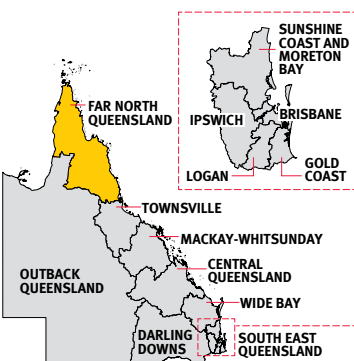 SUNSHINE
COAST AND
MORETON
BAY
FAR NORTH
QUEENSLAND
IPSWICH
BRISBANE
LOGAN
GOLD
COAST
TOWNSVILLE
MACKAY-WHITSUNDAY
OUTBACK
QUEENSLAND
CENTRAL
QUEENSLAND
WIDE BAY
DARLING
DOWNS
SOUTH EAST
QUEENSLAND